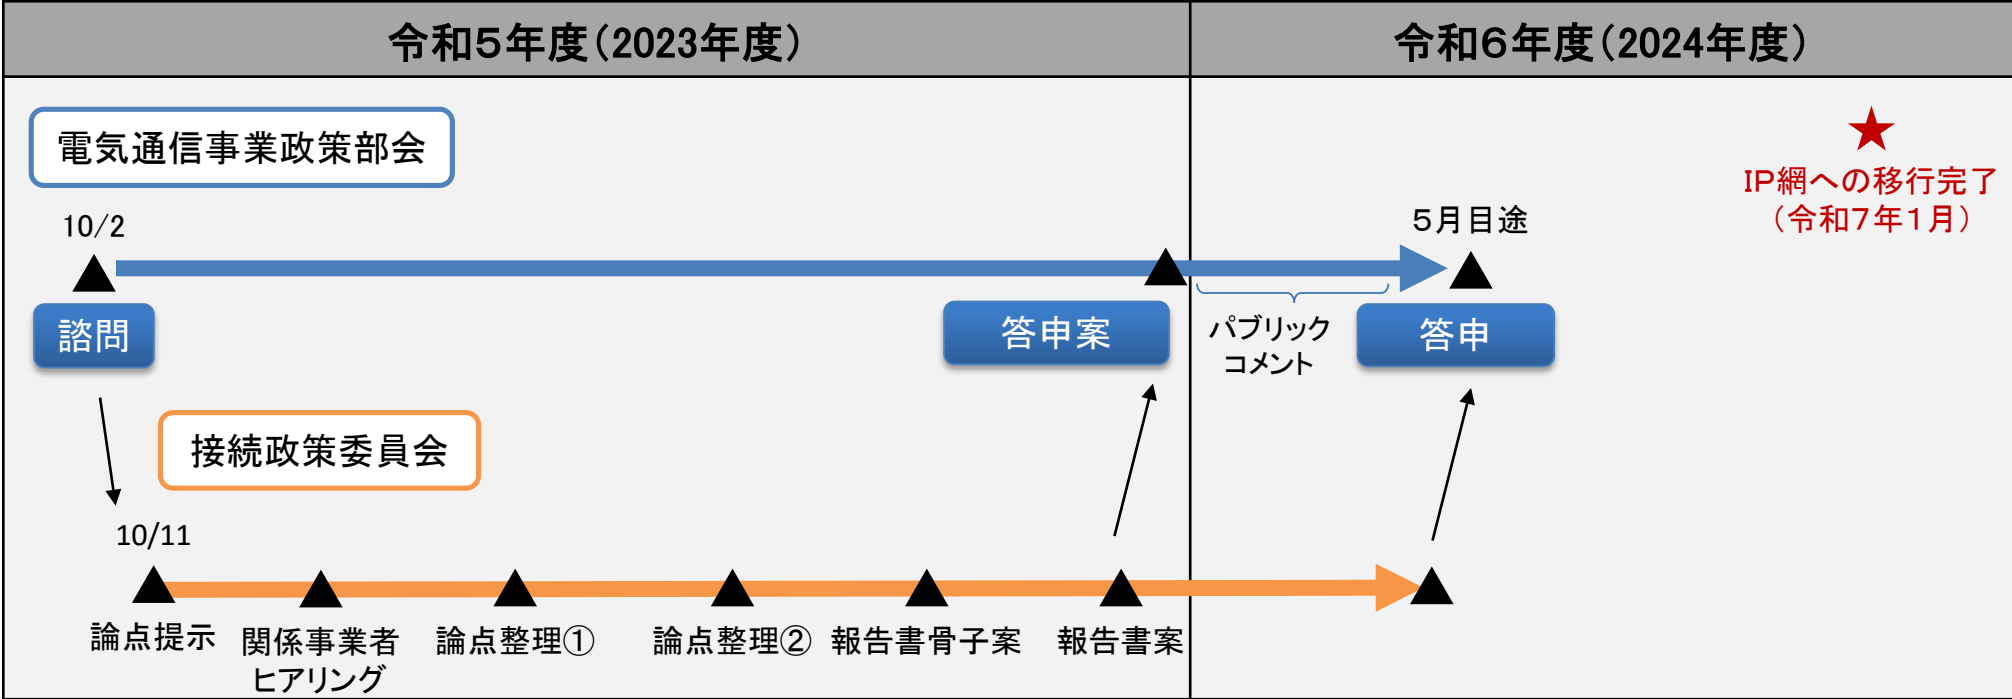 令和５年度（2023年度）
令和６年度（2024年度）
電気通信事業政策部会
IP網への移行完了
（令和７年１月）
10/2
５月目途
諮問
答申案
パブリック
コメント
答申
接続政策委員会
10/11
論点提示
関係事業者
ヒアリング
論点整理①
論点整理②
報告書骨子案
報告書案